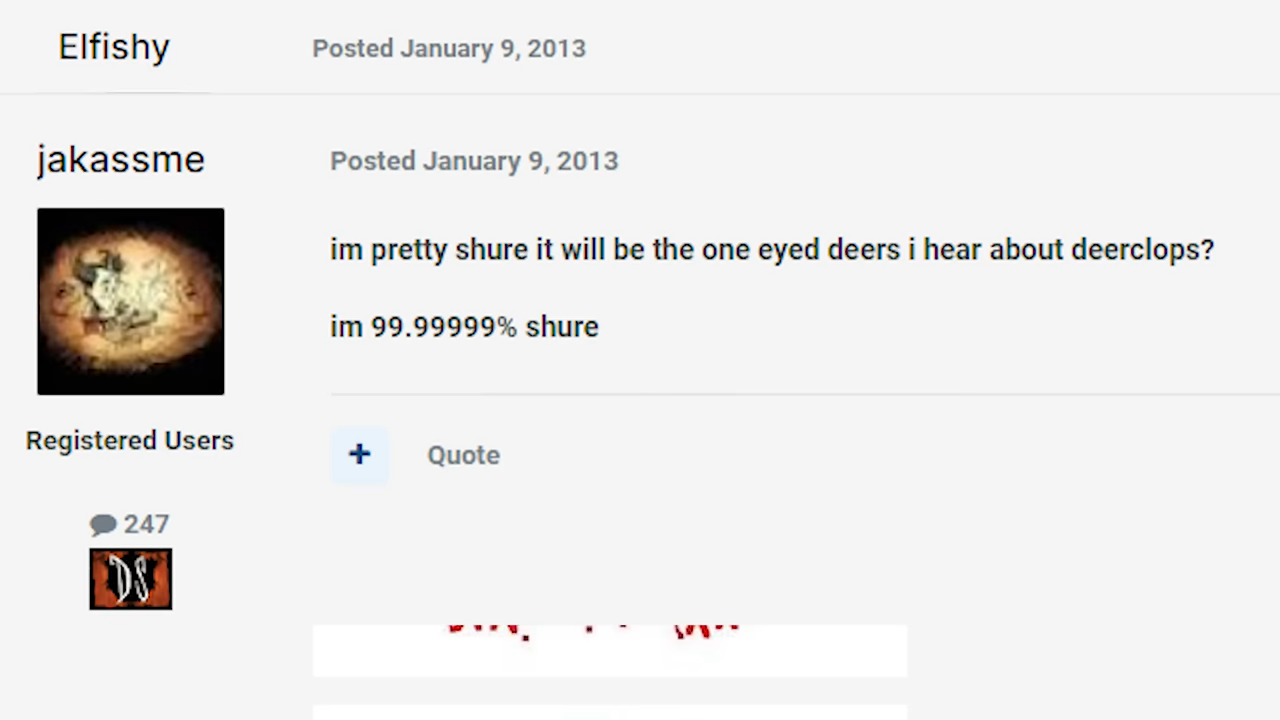 Elfishy Posted January 9, 2013
jakassme Posted January 9, 2013
im pretty shure it will be the one eyed deers i hear about deerclops?
im 99.99999% shure
Registered Users
+ Quote
247
DS